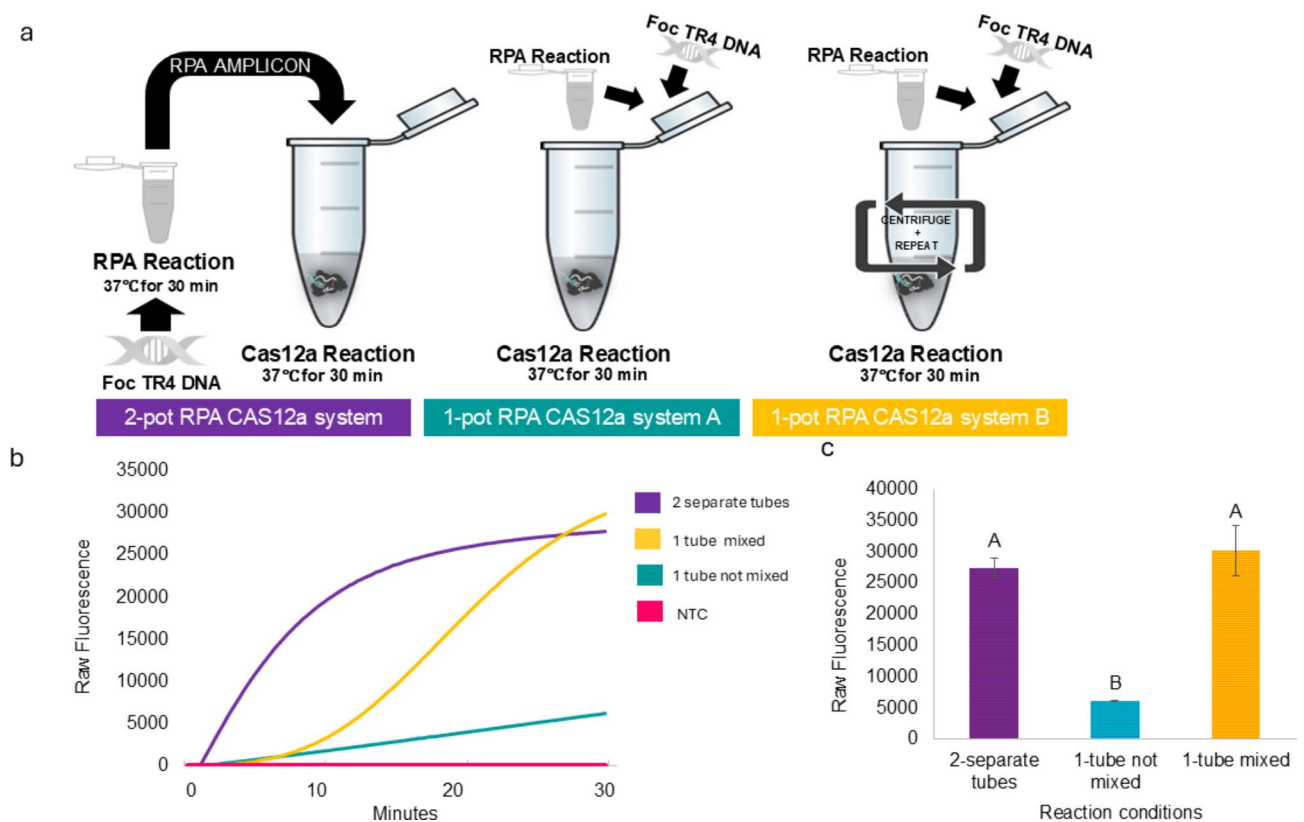 a
RPA AMPLICON
RPA Reaction
37℃for 30 min
Foc TR4 DNA
Cas12a Reaction
37℃for 30 min
2-pot RPA CAS12a system
RPA Reaction
Foc TR4 DNA
Cas12a Reaction
37℃for 30 min
1-pot RPA CAS12a system A
RPA Reaction
Foc TR4 DNA
CENTRIFUGE
+
REPEAT
Cas12a Reaction
37℃for 30 min
1-pot RPA CAS12a system B
b
Raw Fluorescence
35000
30000
25000
20000
15000
10000
5000
0
0 10 20 30
Minutes
2 separate tubes
1 tube mixed
1 tube not mixed
NTC
c
Raw Fluorescence
40000
35000
30000
25000
20000
15000
10000
5000
0
A
B
A
2-separate
tubes
1-tube not
mixed
1-tube mixed
Reaction conditions